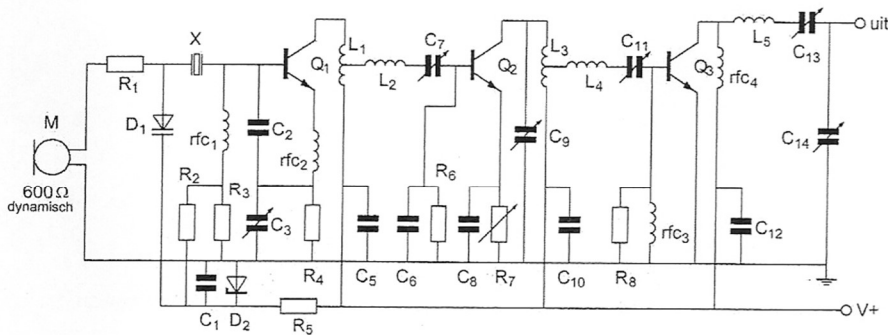 M
600Ω
dynamisch
R1
X
D1
rfc1
R2
R3
C2
C3
Q1
rfc2
R4
L1
L2
C7
C5
C6
R6
C8
R7
Q2
C9
L3
L4
C10
C11
R8
rfc3
Q3
rfc4
C12
L5
C13
uit
C14
C1
D2
R5
V+